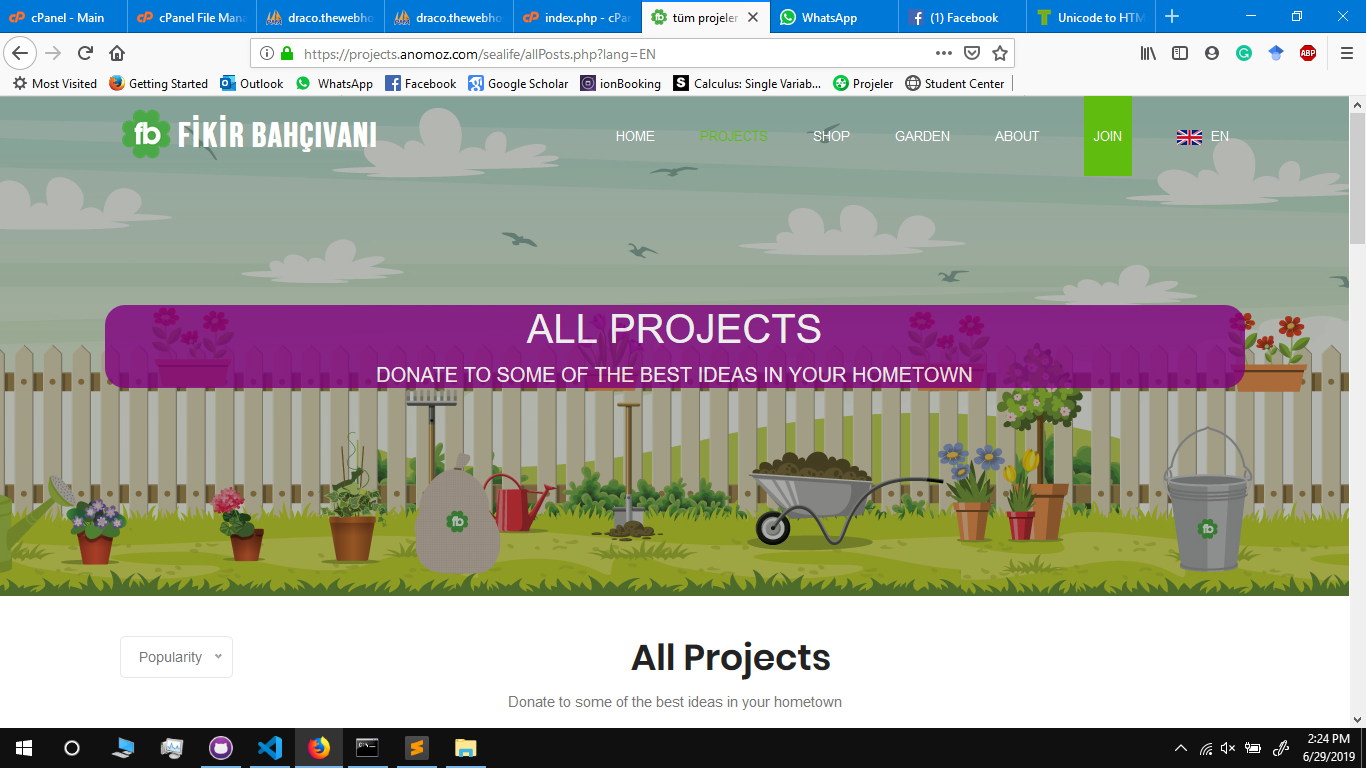 cPanel - Main
cPanel File Mana
draco.thewebho
draco.thewebho
index.php - cPan
tüm projeler
WhatsApp
(1) Facebook
Unicode to HTM
https://projects.anomoz.com/sealife/allPosts.php?lang=EN
ABP
Most Visited
Getting Started
Outlook
WhatsApp
Facebook
Google Scholar
ionBooking
Calculus: Single Variab...
Projeler
Student Center
fb FİKİR BAHÇIVANI
HOME
PROJECTS
SHOP
GARDEN
ABOUT
JOIN
EN
ALL PROJECTS
DONATE TO SOME OF THE BEST IDEAS IN YOUR HOMETOWN
fb
fb
Popularity
All Projects
Donate to some of the best ideas in your hometown
2:24 PM
6/29/2019